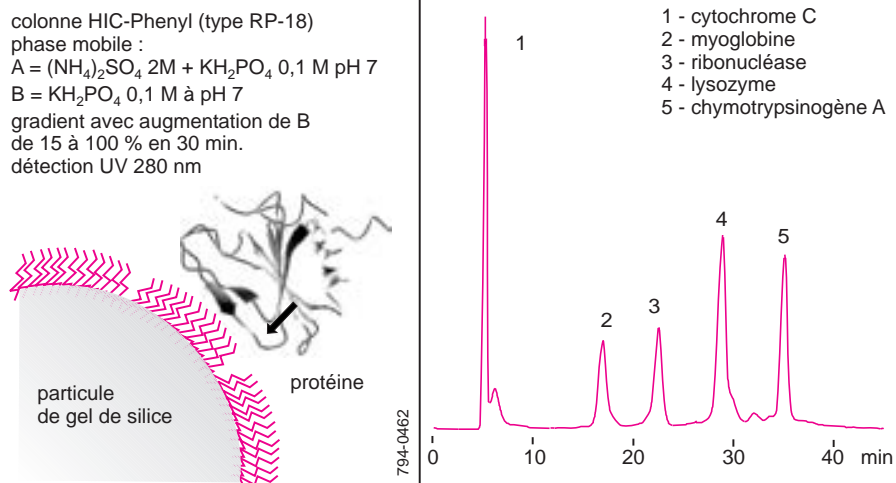 colonne HIC-Phenyl (type RP-18)
phase mobile :
A = (NH₄)₂SO₄ 2M + KH₂PO₄ 0,1 M pH 7
B = KH₂PO₄ 0,1 M à pH 7
gradient avec augmentation de B
de 15 à 100 % en 30 min.
détection UV 280 nm
protéine
particule
de gel de silice
794-0462
1 - cytochrome C
2 - myoglobine
3 - ribonucléase
4 - lysozyme
5 - chymotrypsinogène A
1
2
3
4
5
0 10 20 30 40 min